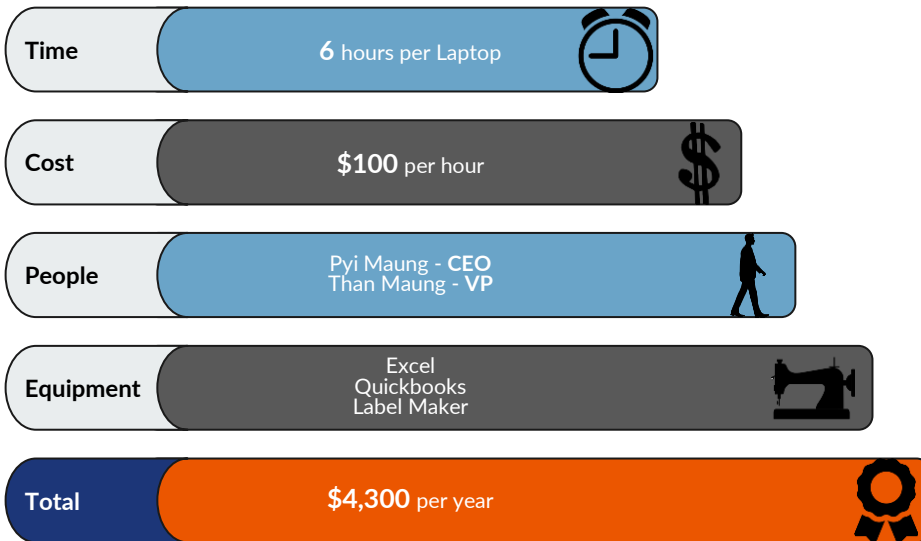 Time
6 hours per Laptop
Cost
$100 per hour
People
Pyi Maung - CEO
Than Maung - VP
Equipment
Excel
Quickbooks
Label Maker
Total
$4,300 per year